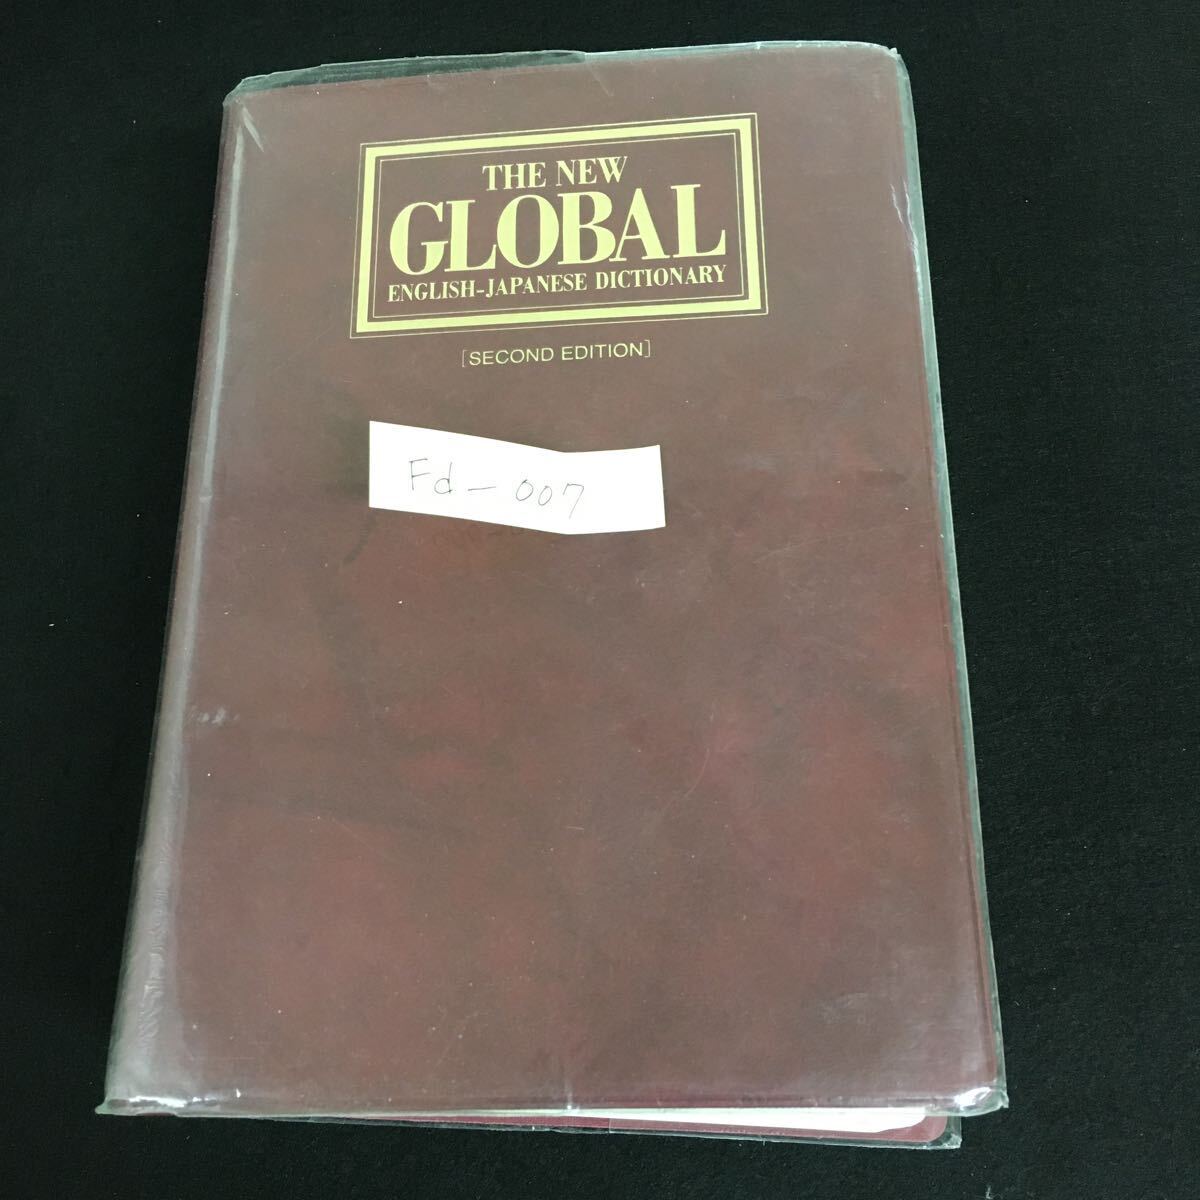 THE NEW
GLOBAL
ENGLISH-JAPANESE DICTIONARY
[SECOND EDITION]
Fd-007